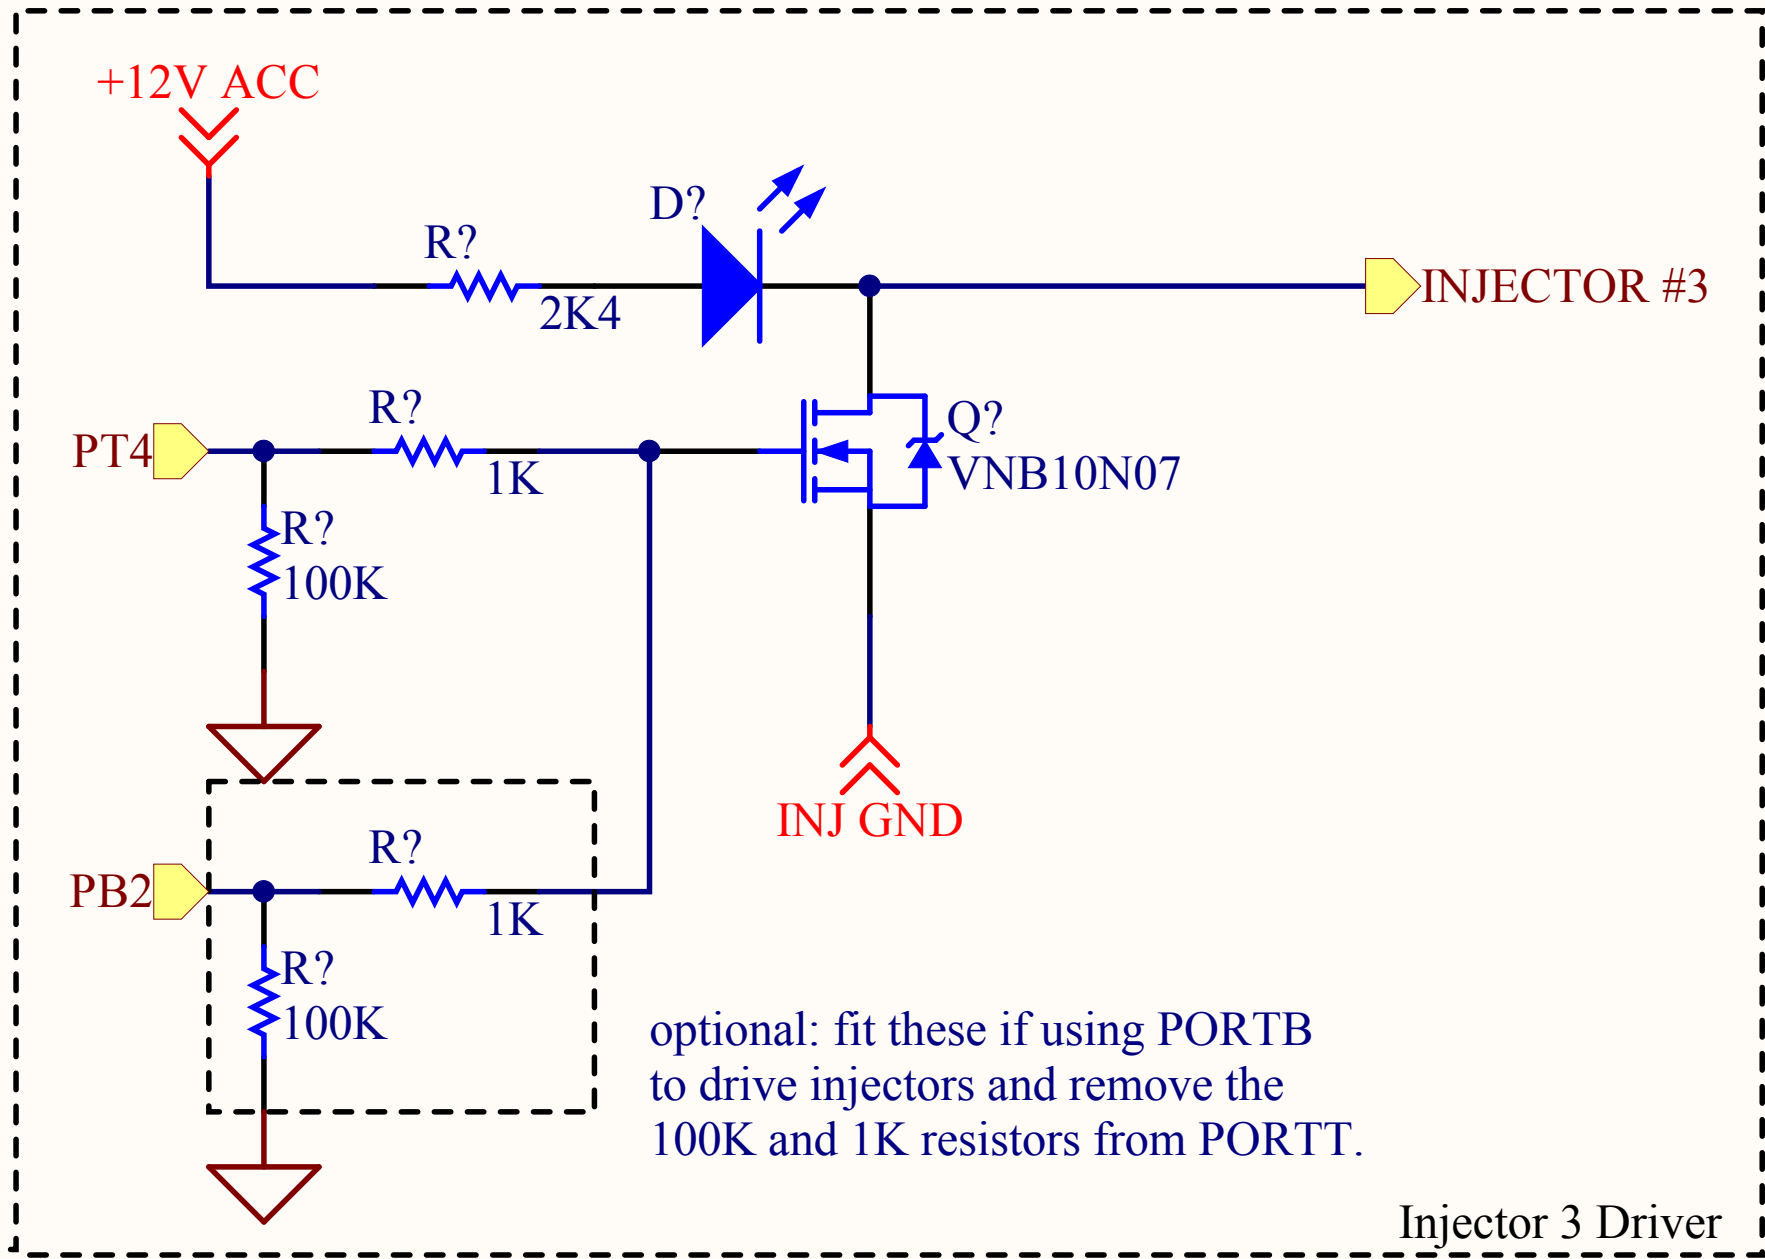 +12V ACC
D?
R?
2K4
INJECTOR #3
R?
PT4
1K
Q?
VNB10N07
R?
100K
INJ GND
R?
PB2
1K
R?
100K
optional: fit these if using PORTB
to drive injectors and remove the
100K and 1K resistors from PORTT.
Injector 3 Driver